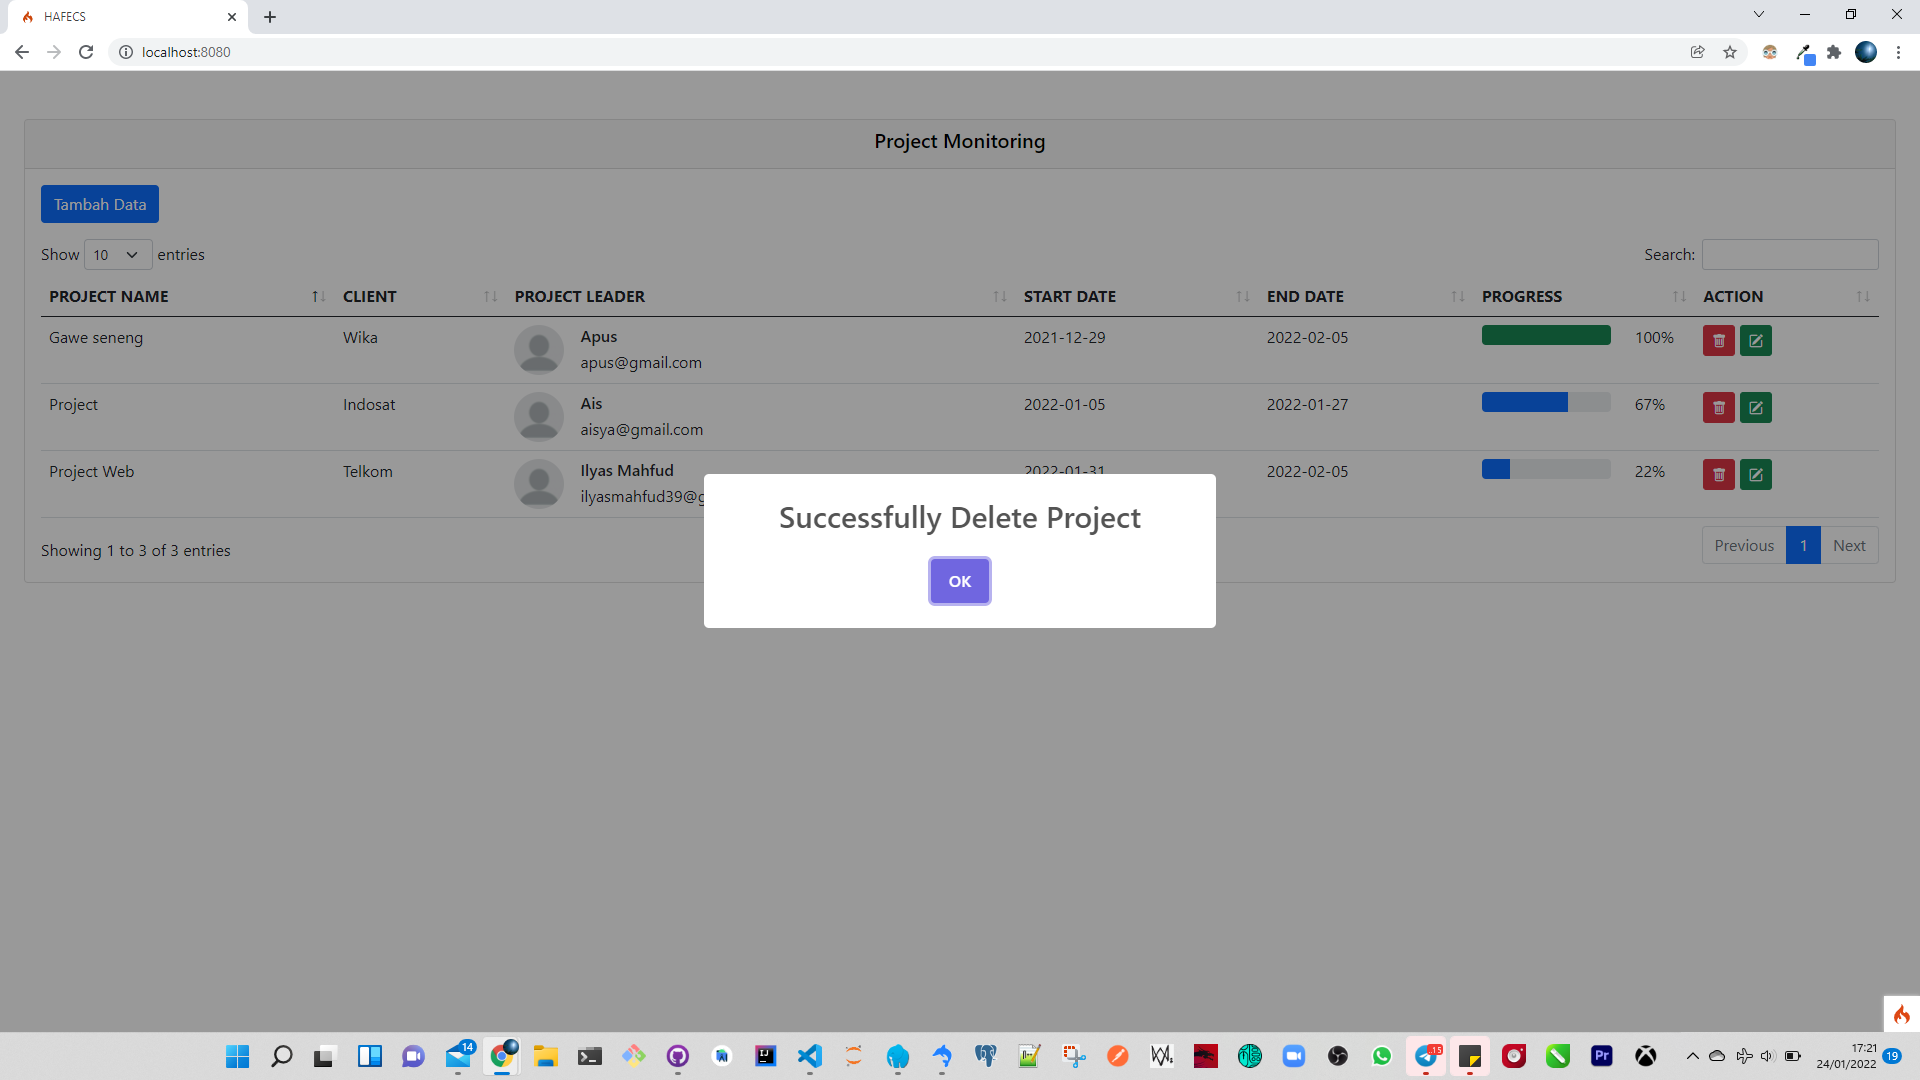 HAFECS
localhost:8080
Project Monitoring
Tambah Data
Show 10 entries
Search:
PROJECT NAME CLIENT PROJECT LEADER START DATE END DATE PROGRESS ACTION
Gawe seneng Wika Apus 2021-12-29 2022-02-05 100%
apus@gmail.com
Project Indosat Ais 2022-01-05 2022-01-27 67%
aisya@gmail.com
Project Web Telkom Ilyas Mahfud 2022-01-31 2022-02-05 22%
ilyasmahfud39@g
Successfully Delete Project
OK
Showing 1 to 3 of 3 entries
Previous 1 Next
14
15
Pr
17:21
24/01/2022
19